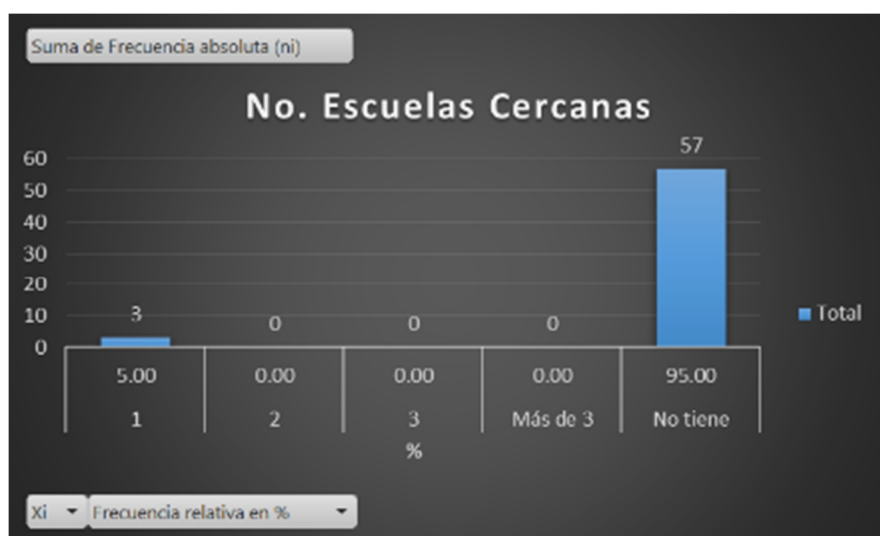 Suma de Frecuencia absoluta (ni)
No. Escuelas Cercanas
60
50
40
30
20
10
0
3
0
0
0
57
Total
5.00 0.00 0.00 0.00 95.00
1 2 3 Más de 3 No tiene
%
Xi Frecuencia relativa en %